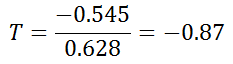 T = −0.545 / 0.628 = −0.87